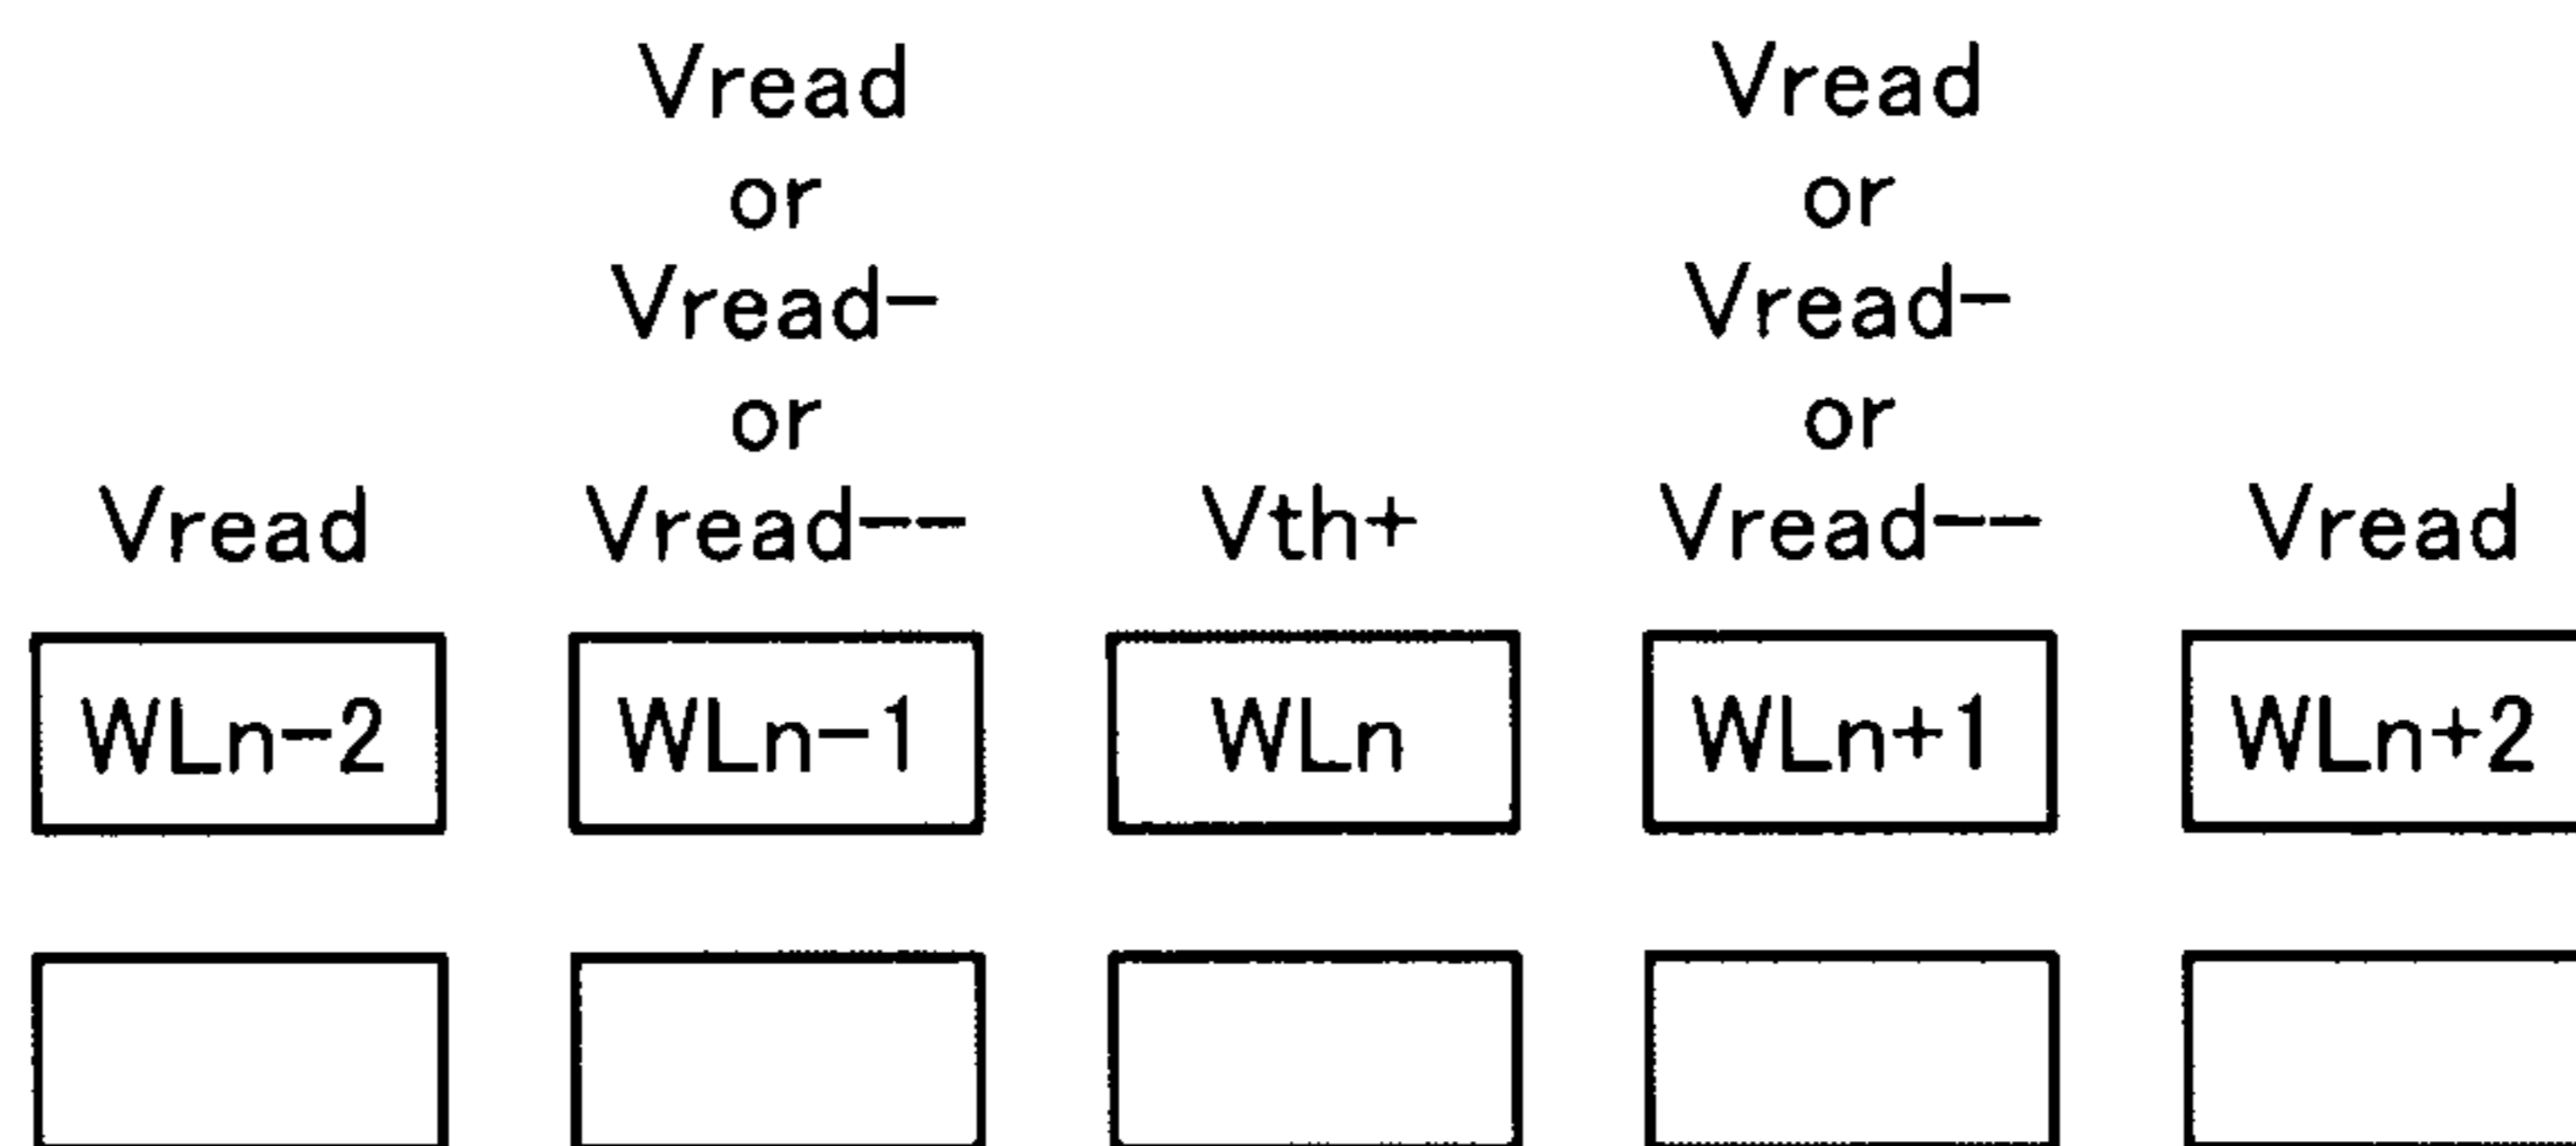 Vread Vread
or or
Vread- Vread-
or or
Vread Vread-- Vth+ Vread-- Vread
WLn-2 WLn-1 WLn WLn+1 WLn+2